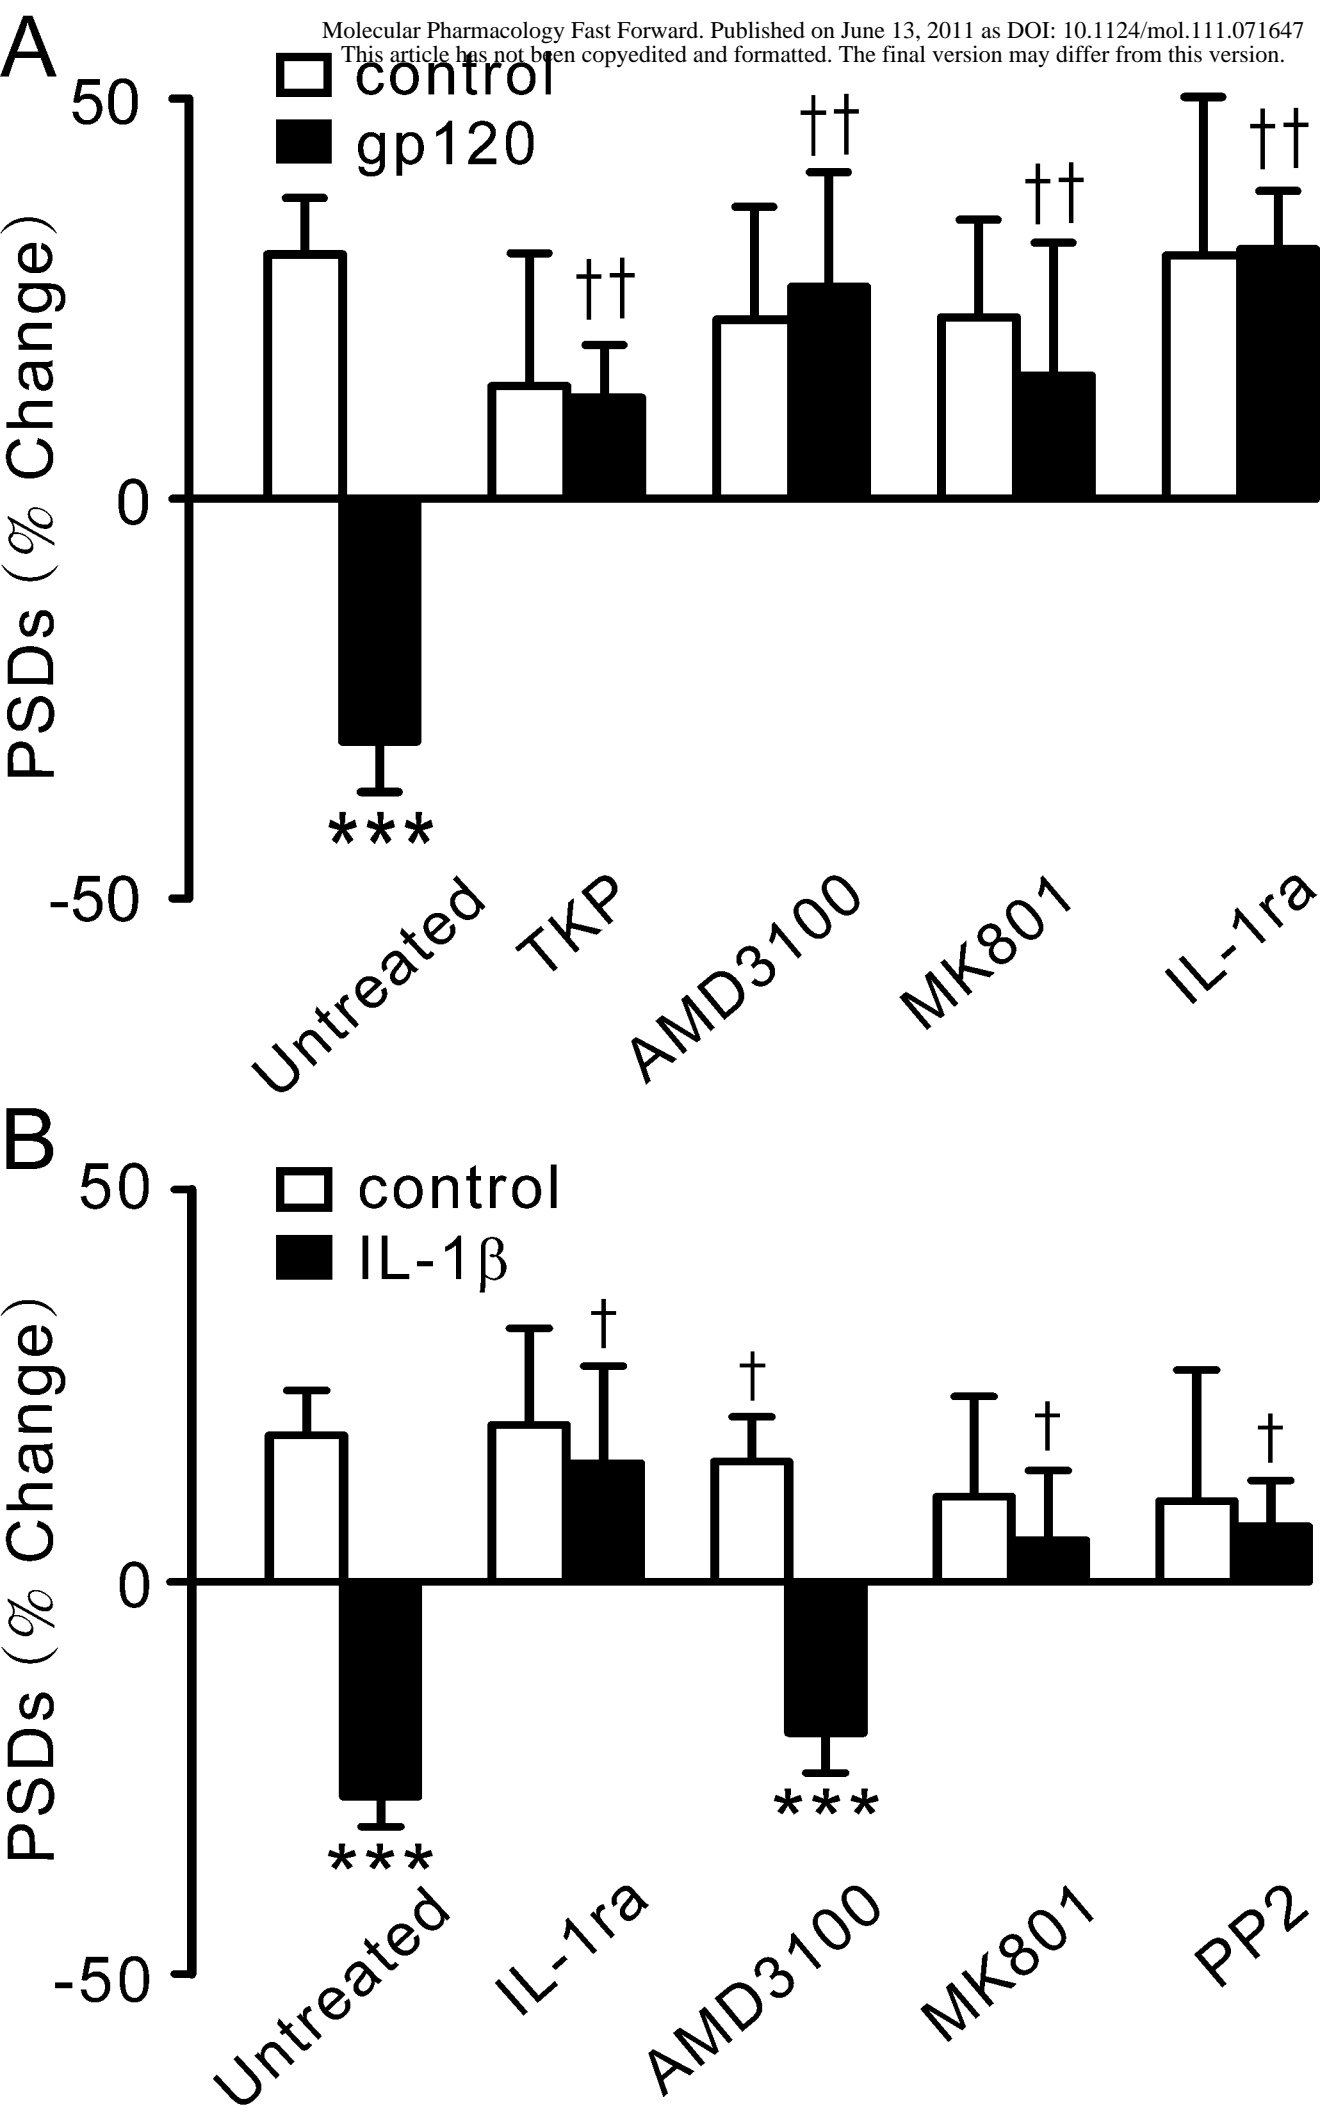 Molecular Pharmacology Fast Forward. Published on June 13, 2011 as DOI: 10.1124/mol.111.071647
This article has not been copyedited and formatted. The final version may differ from this version.
A
control
gp120
50
0
-50
PSDs (% Change)
††
††
††
††
***
Untreated
TKP
AMD3100
MK801
IL-1ra
B
control
IL-1β
50
0
-50
PSDs (% Change)
†
†
†
†
***
***
Untreated
IL-1ra
AMD3100
MK801
PP2